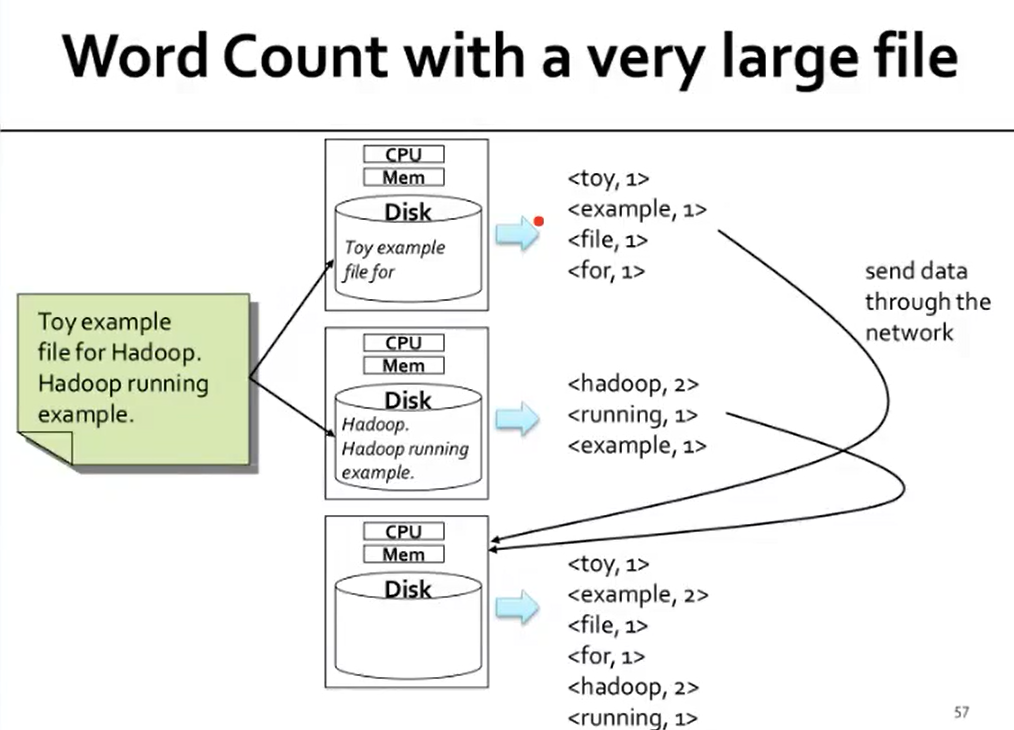 Word Count with a very large file
Toy example
file for Hadoop.
Hadoop running
example.
CPU
Mem
Disk
Toy example
file for
<toy, 1>
<example, 1>
<file, 1>
<for, 1>
send data
through the
network
CPU
Mem
Disk
Hadoop.
Hadoop running
example.
<hadoop, 2>
<running, 1>
<example, 1>
CPU
Mem
Disk
<toy, 1>
<example, 2>
<file, 1>
<for, 1>
<hadoop, 2>
<running, 1>
57